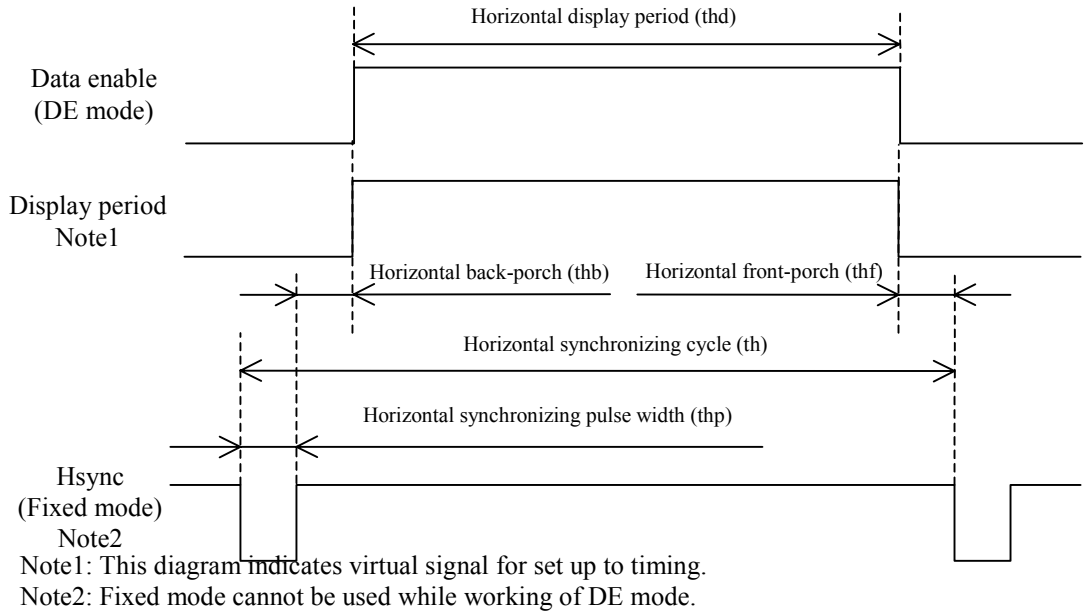 Horizontal display period (thd)
Data enable
(DE mode)
Display period
Note1
Horizontal back-porch (thb)
Horizontal front-porch (thf)
Horizontal synchronizing cycle (th)
Horizontal synchronizing pulse width (thp)
Hsync
(Fixed mode)
Note2
Note1: This diagram indicates virtual signal for set up to timing.
Note2: Fixed mode cannot be used while working of DE mode.